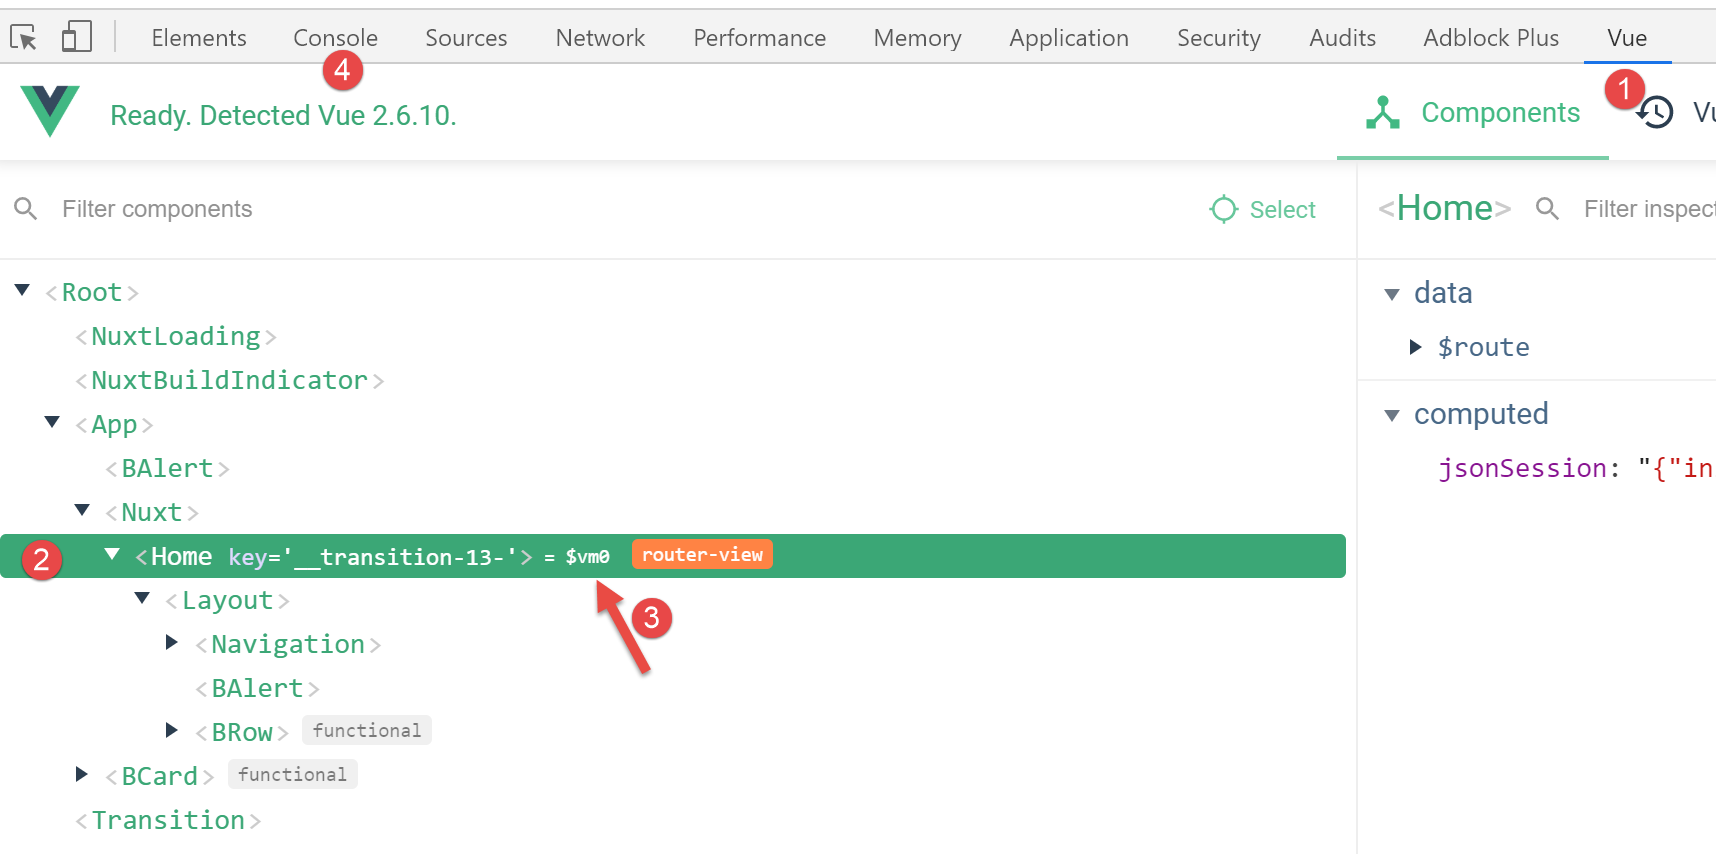 Elements Console Sources Network Performance Memory Application Security Audits Adblock Plus Vue
4
1
Ready. Detected Vue 2.6.10.
Components
Vu
Filter components
Select
<Home>
Filter inspect
<Root>
data
<NuxtLoading>
$route
<NuxtBuildIndicator>
<App>
computed
<BAlert>
jsonSession: "{"in
<Nuxt>
2 <Home key='__transition-13-'> = $vm0 router-view
<Layout>
3
<Navigation>
<BAlert>
<BRow> functional
<BCard> functional
<Transition>